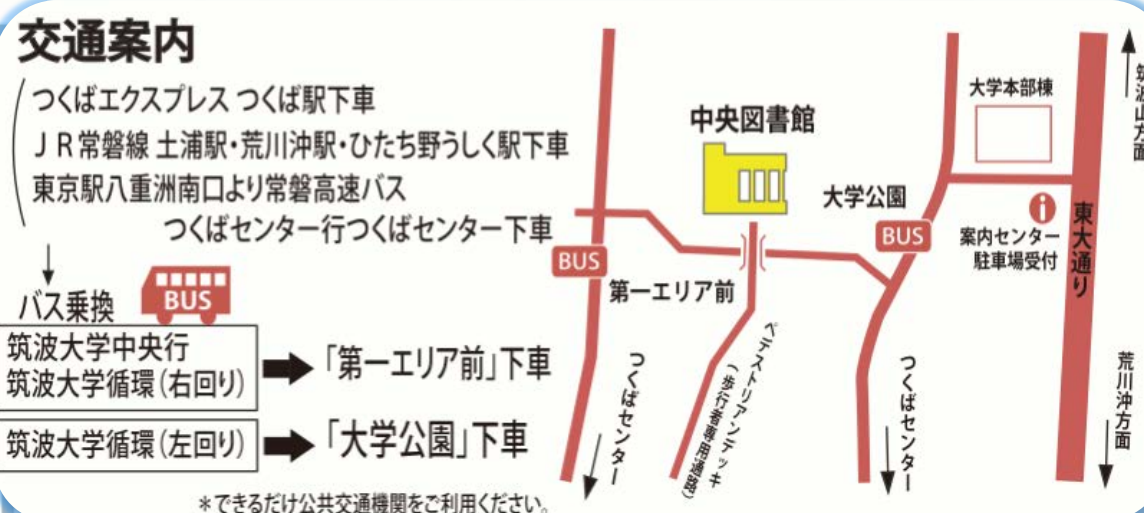 交通案内
つくばエクスプレス つくば駅下車
JR常磐線 土浦駅・荒川沖駅・ひたち野うしく駅下車
東京駅八重洲南口より常磐高速バス
つくばセンター行つくばセンター下車
バス乗換
BUS
筑波大学中央行
筑波大学循環(右回り)
「第一エリア前」下車
筑波大学循環(左回り)
「大学公園」下車
*できるだけ公共交通機関をご利用ください。
中央図書館
大学公園
BUS
BUS
第一エリア前
大学本部棟
案内センター
駐車場受付
東大通り
筑波山方面
荒川沖方面
つくばセンター
ペデストリアンデッキ
(歩行者専用通路)
つくばセンター